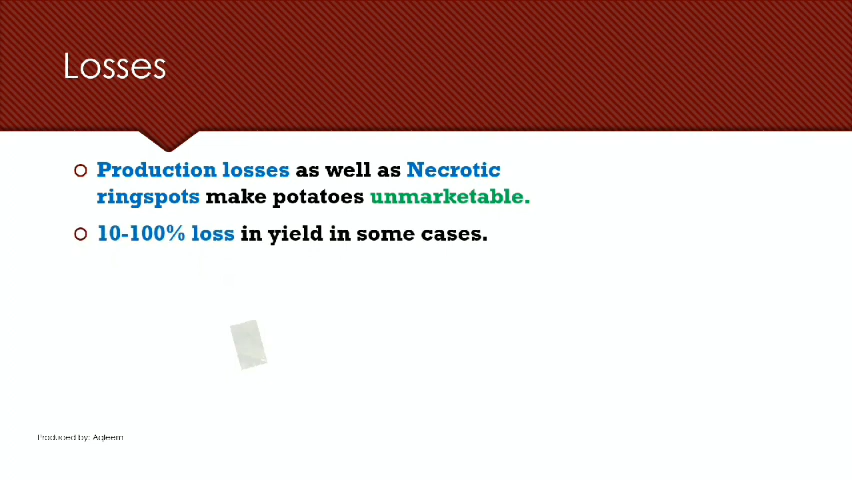 Losses
Production losses as well as Necrotic
ringspots make potatoes unmarketable.
10-100% loss in yield in some cases.
Produced by: Aqleem